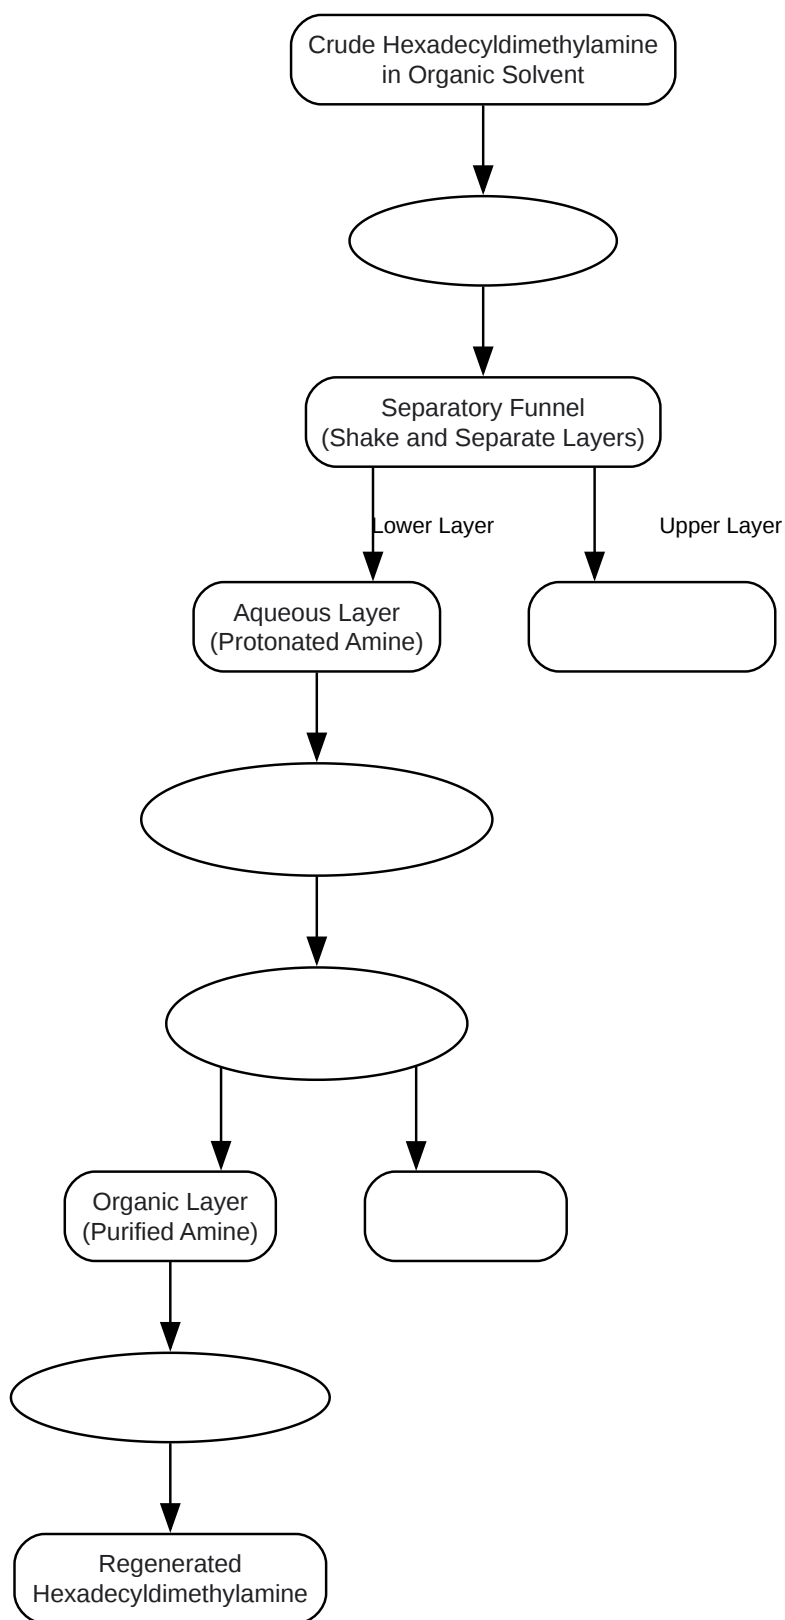 Crude Hexadecyldimethylamine
in Organic Solvent
Separatory Funnel
(Shake and Separate Layers)
Lower Layer
Upper Layer
Aqueous Layer
(Protonated Amine)
Organic Layer
(Purified Amine)
Regenerated
Hexadecyldimethylamine